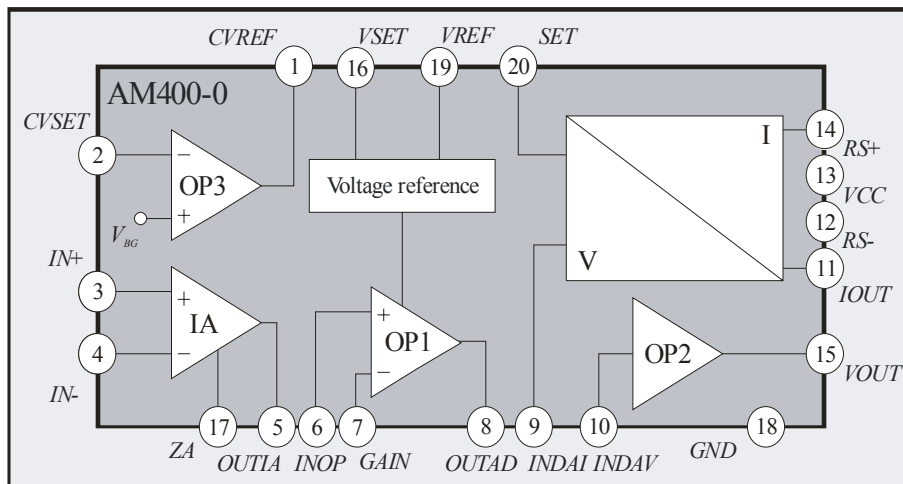 CVREF VSET VREF SET
1 16 19 20
AM400-0
CVSET
2
− OP3
+
V_BG
Voltage reference
I
V
14
RS+
13
VCC
12
RS-
11
IOUT
IN+
3
+ IA
−
4
IN-
+ OP1
−
OP2
15
VOUT
17 5 6 7 8 9 10 18
ZA OUTIA INOP GAIN OUTAD INDAI INDAV GND